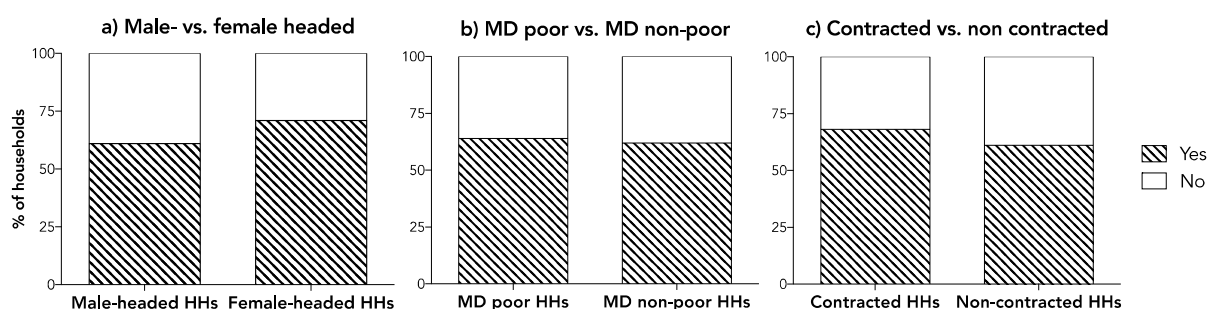 a) Male- vs. female headed
% of households
100
75
50
25
0
Male-headed HHs Female-headed HHs
b) MD poor vs. MD non-poor
100
75
50
25
0
MD poor HHs MD non-poor HHs
c) Contracted vs. non contracted
100
75
50
25
0
Contracted HHs Non-contracted HHs
Yes
No